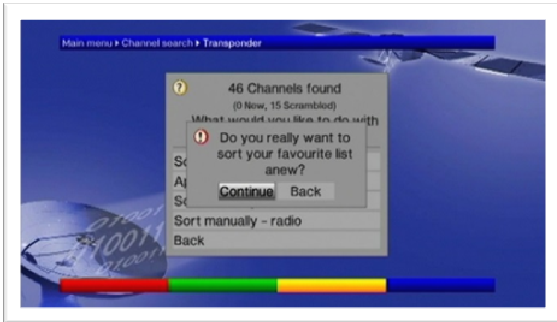 Main menu › Channel search › Transponder
46 Channels found
(0 New, 15 Scrambled)
What would you like to do with
Do you really want to
sort your favourite list
anew?
Continue Back
Sort manually – radio
Back
10011